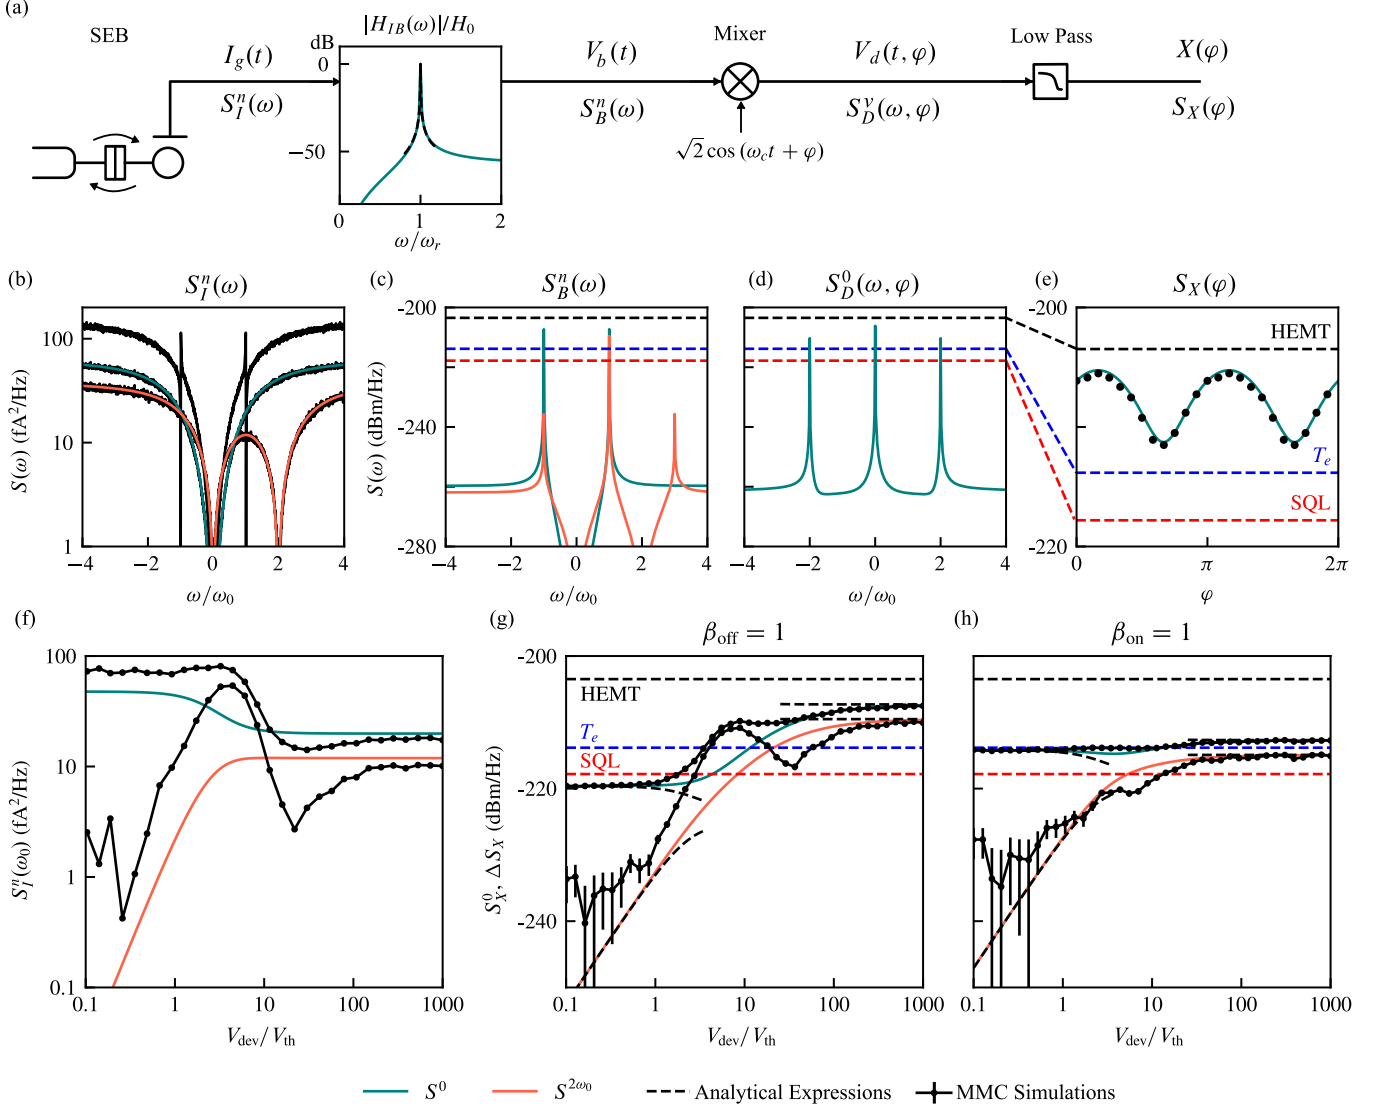 (a)
SEB
I_g(t)
S_I^n(ω)
|H_{IB}(ω)|/H_0
dB
0
−50
0 1 2
ω/ω_r
V_b(t)
S_B^n(ω)
Mixer
√2 cos (ω_c t + φ)
V_d(t, φ)
S_D^ν(ω, φ)
Low Pass
X(φ)
S_X(φ)
(b)
S_I^n(ω)
S(ω) (fA²/Hz)
100
10
1
−4 −2 0 2 4
ω/ω_0
(c)
S_B^n(ω)
S(ω) (dBm/Hz)
-200
-240
-280
−4 −2 0 2 4
ω/ω_0
(d)
S_D^0(ω, φ)
−4 −2 0 2 4
ω/ω_0
(e)
S_X(φ)
-200
-220
HEMT
T_e
SQL
0 π 2π
φ
(f)
S_I^n(ω_0) (fA²/Hz)
100
10
1
0.1
0.1 1 10 100 1000
V_dev/V_th
(g)
β_off = 1
S_X^0, ΔS_X (dBm/Hz)
-200
-220
-240
HEMT
T_e
SQL
0.1 1 10 100 1000
V_dev/V_th
(h)
β_on = 1
0.1 1 10 100 1000
V_dev/V_th
S^0
S^{2ω_0}
Analytical Expressions
MMC Simulations